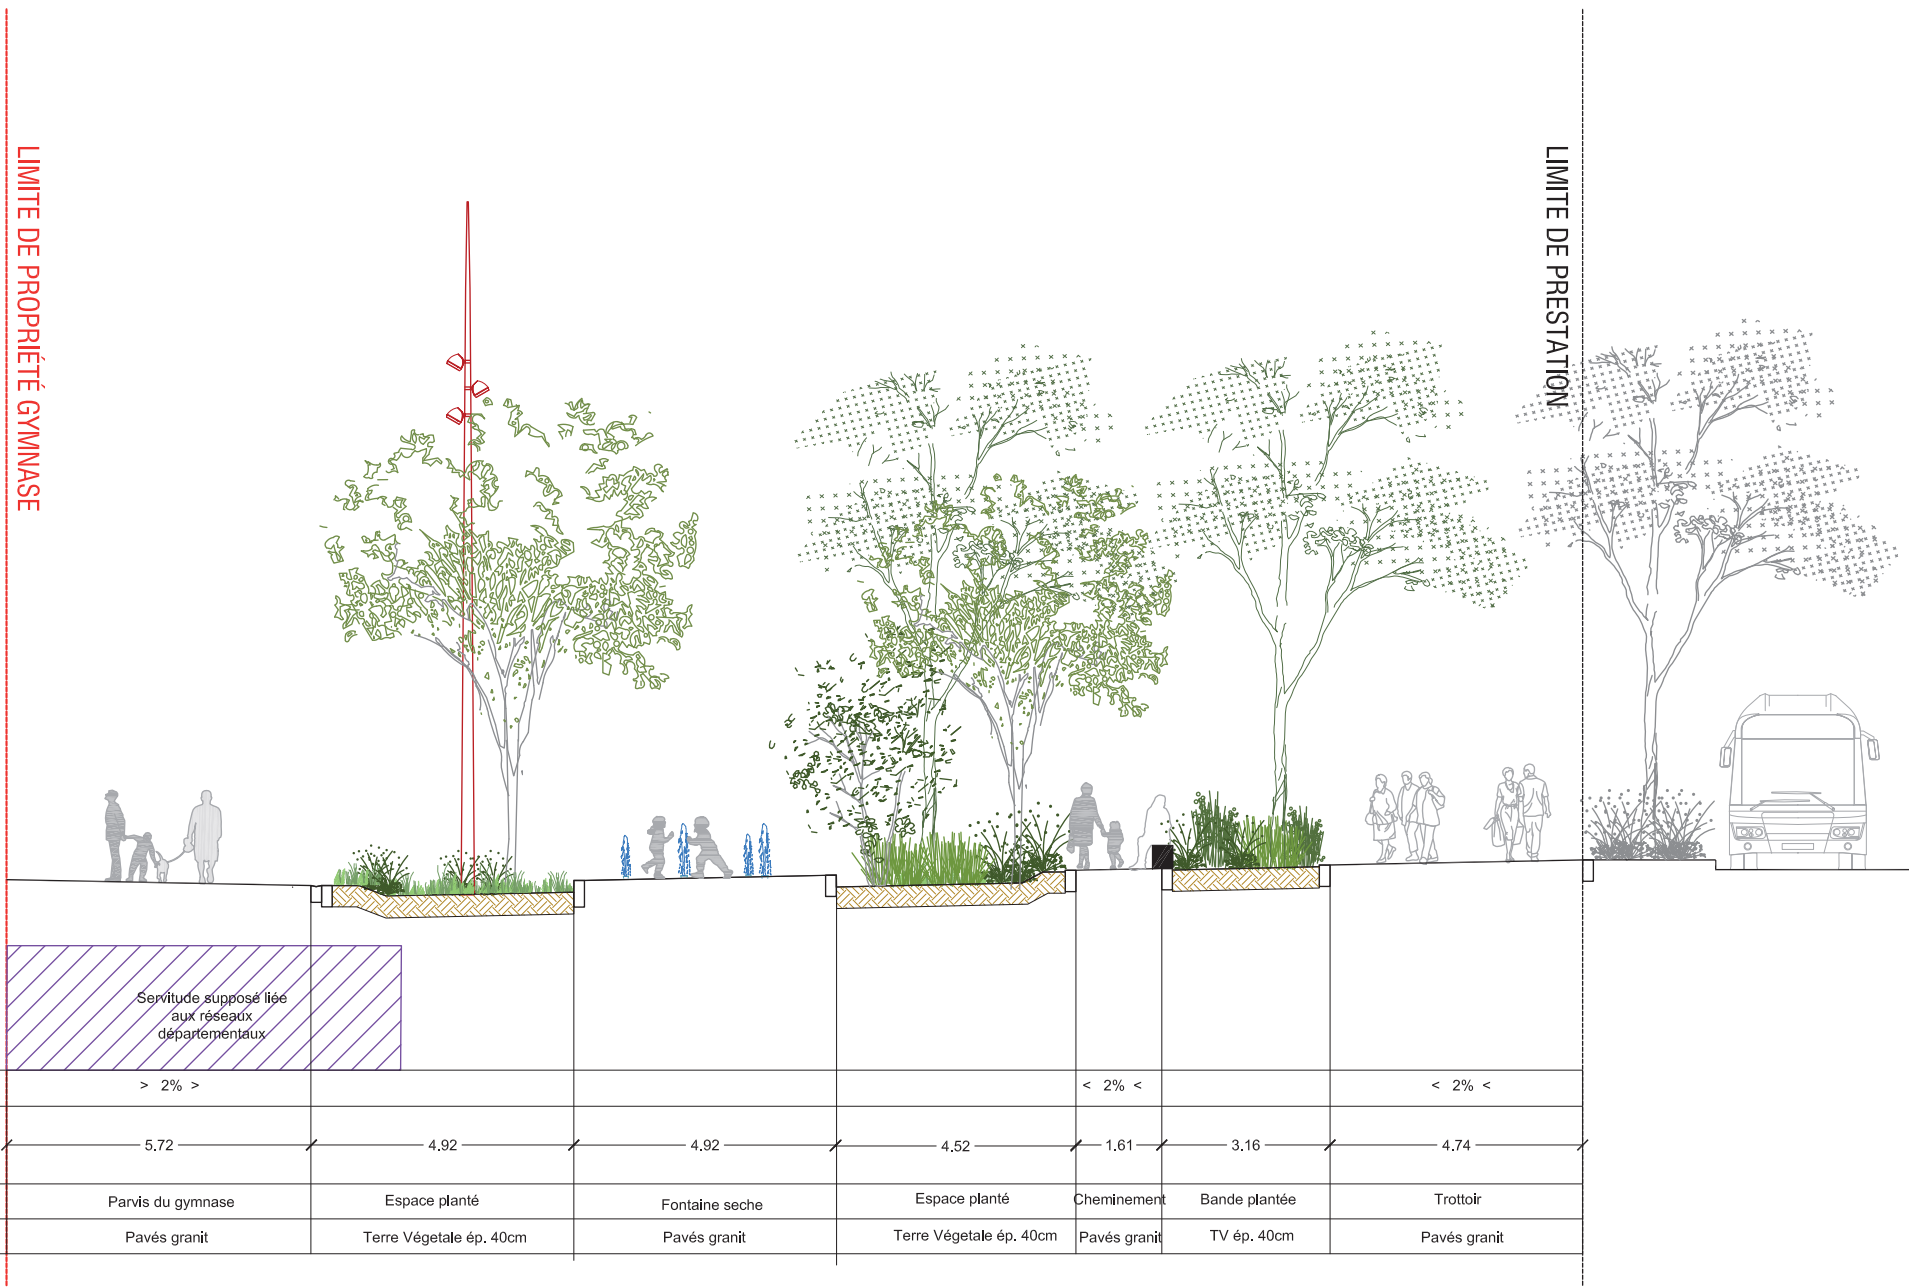 LIMITE DE PROPRIÉTÉ GYMNASE
LIMITE DE PRESTATION
Servitude supposé liée
aux réseaux
départementaux
> 2% >
< 2% <
< 2% <
5.72
4.92
4.92
4.52
1.61
3.16
4.74
Parvis du gymnase
Espace planté
Fontaine seche
Espace planté
Cheminement
Bande plantée
Trottoir
Pavés granit
Terre Végetale ép. 40cm
Pavés granit
Terre Végetale ép. 40cm
Pavés granit
TV ép. 40cm
Pavés granit